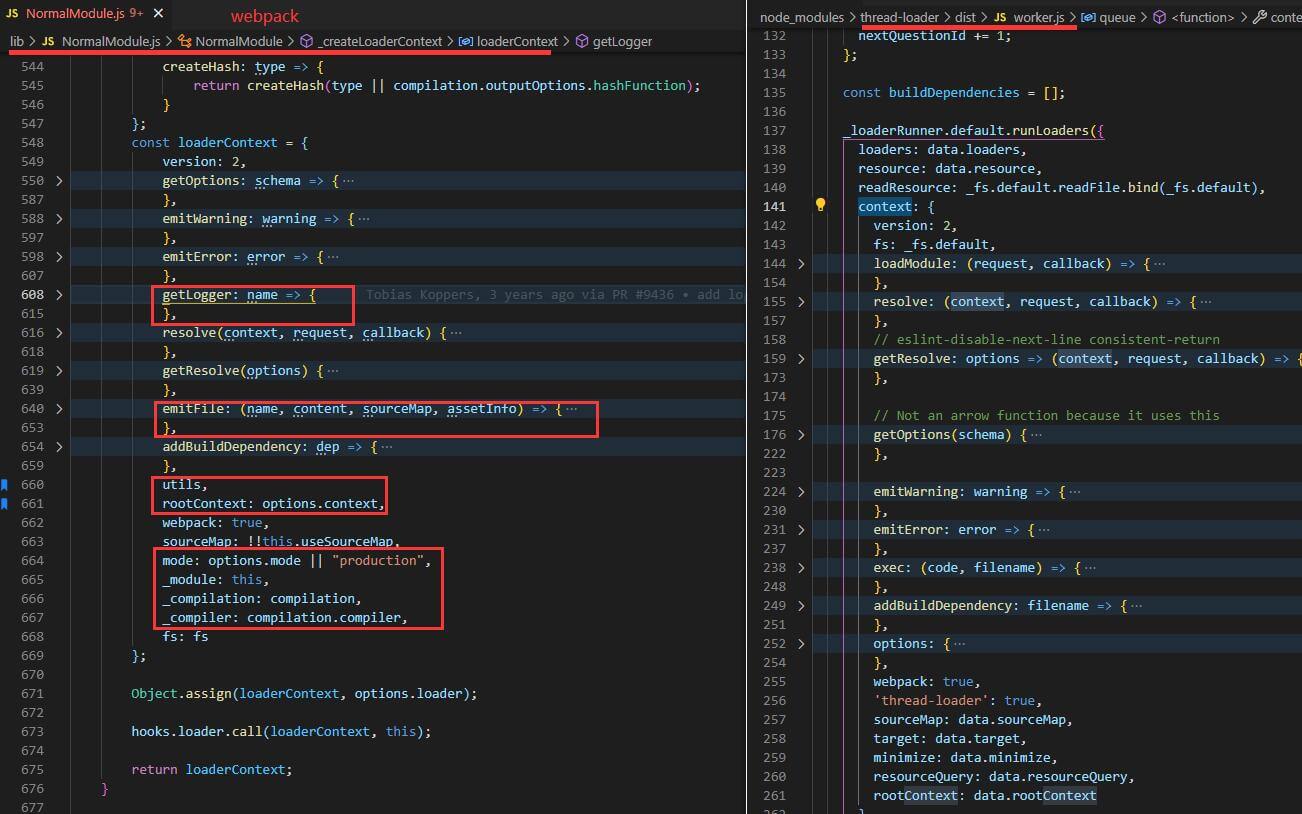 NormalModule.js 9+ ×
webpack
lib > JS NormalModule.js > NormalModule > _createLoaderContext > loaderContext > getLogger
544 createHash: type => {
545 return createHash(type || compilation.outputOptions.hashFunction);
546 }
547 };
548 const loaderContext = {
549 version: 2,
550 > getOptions: schema => { ···
587 },
588 > emitWarning: warning => { ···
597 },
598 > emitError: error => { ···
607 },
608 > getLogger: name => { Tobias Koppers, 3 years ago via PR #9436 • add lo
615 },
616 > resolve(context, request, callback) { ···
618 },
619 > getResolve(options) { ···
639 },
640 > emitFile: (name, content, sourceMap, assetInfo) => { ···
653 },
654 > addBuildDependency: dep => { ···
659 },
660 utils,
661 rootContext: options.context,
662 webpack: true,
663 sourceMap: !!this.useSourceMap,
664 mode: options.mode || "production",
665 _module: this,
666 _compilation: compilation,
667 _compiler: compilation.compiler,
668 fs: fs
669 };
670
671 Object.assign(loaderContext, options.loader);
672
673 hooks.loader.call(loaderContext, this);
674
675 return loaderContext;
676 }
677
node_modules > thread-loader > dist > JS worker.js > queue > <function> > conte
132 nextQuestionId += 1;
133 };
134
135 const buildDependencies = [];
136
137 _loaderRunner.default.runLoaders({
138 loaders: data.loaders,
139 resource: data.resource,
140 readResource: _fs.default.readFile.bind(_fs.default),
141 context: {
142 version: 2,
143 fs: _fs.default,
144 > loadModule: (request, callback) => { ···
154 },
155 > resolve: (context, request, callback) => { ···
157 },
158 // eslint-disable-next-line consistent-return
159 > getResolve: options => (context, request, callback) => {
173 },
174
175 // Not an arrow function because it uses this
176 > getOptions(schema) { ···
222 },
223
224 > emitWarning: warning => { ···
230 },
231 > emitError: error => { ···
237 },
238 > exec: (code, filename) => { ···
248 },
249 > addBuildDependency: filename => { ···
251 },
252 > options: { ···
254 },
255 webpack: true,
256 'thread-loader': true,
257 sourceMap: data.sourceMap,
258 target: data.target,
259 minimize: data.minimize,
260 resourceQuery: data.resourceQuery,
261 rootContext: data.rootContext